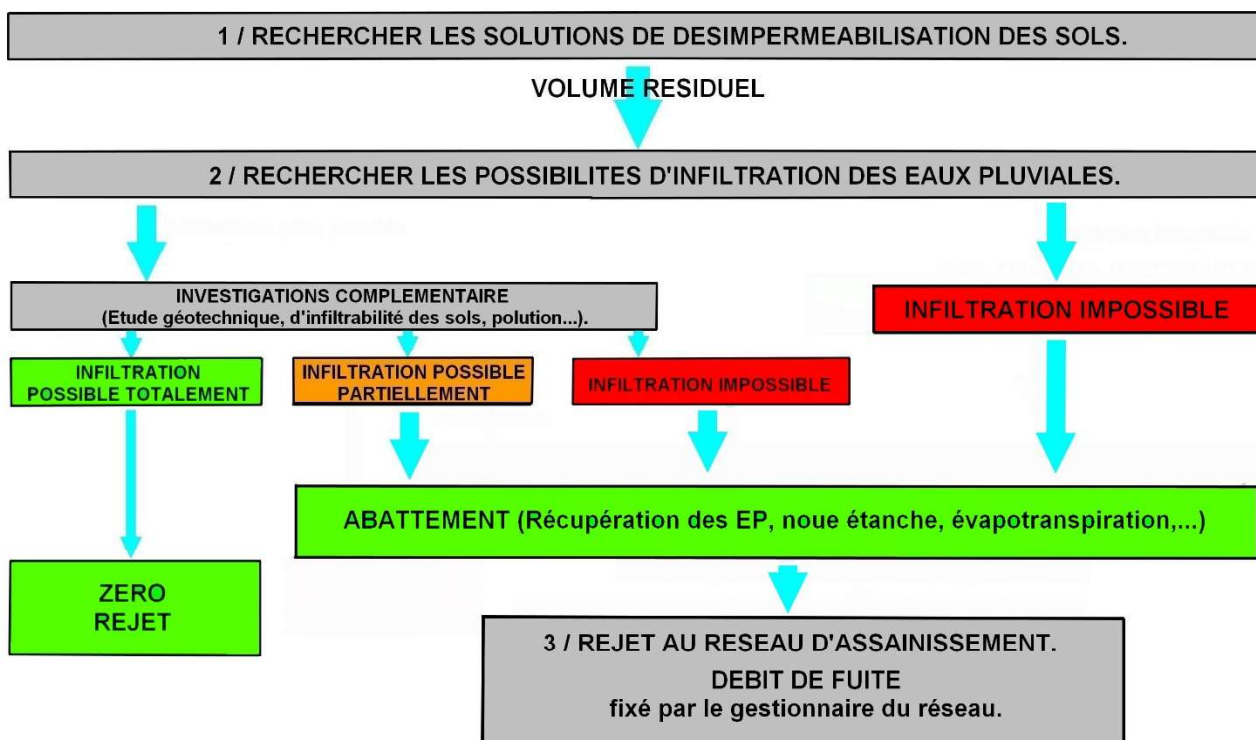 1 / RECHERCHER LES SOLUTIONS DE DESIMPERMEABILISATION DES SOLS.
VOLUME RESIDUEL
2 / RECHERCHER LES POSSIBILITES D'INFILTRATION DES EAUX PLUVIALES.
INVESTIGATIONS COMPLEMENTAIRE
(Etude géotechnique, d'infiltrabilité des sols, polution...).
INFILTRATION IMPOSSIBLE
INFILTRATION
POSSIBLE TOTALEMENT
INFILTRATION POSSIBLE
PARTIELLEMENT
INFILTRATION IMPOSSIBLE
ABATTEMENT (Récupération des EP, noue étanche, évapotranspiration,...)
ZERO
REJET
3 / REJET AU RESEAU D'ASSAINISSEMENT.
DEBIT DE FUITE
fixé par le gestionnaire du réseau.